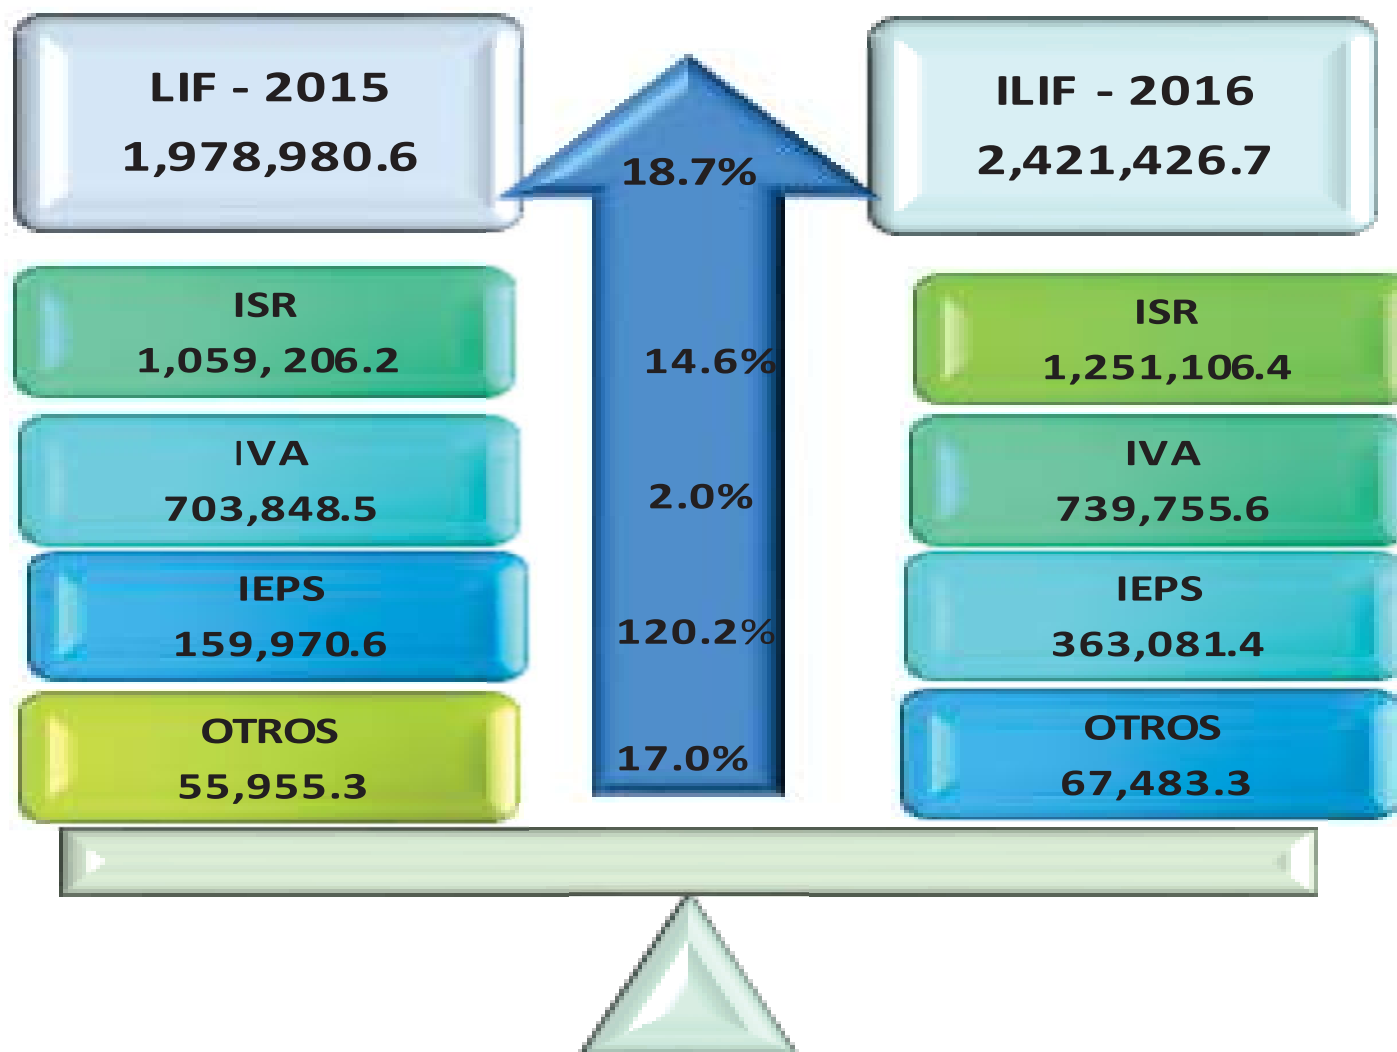 LIF - 2015
1,978,980.6
18.7%
ILIF - 2016
2,421,426.7
ISR
1,059, 206.2
14.6%
ISR
1,251,106.4
IVA
703,848.5
2.0%
IVA
739,755.6
IEPS
159,970.6
120.2%
IEPS
363,081.4
OTROS
55,955.3
17.0%
OTROS
67,483.3